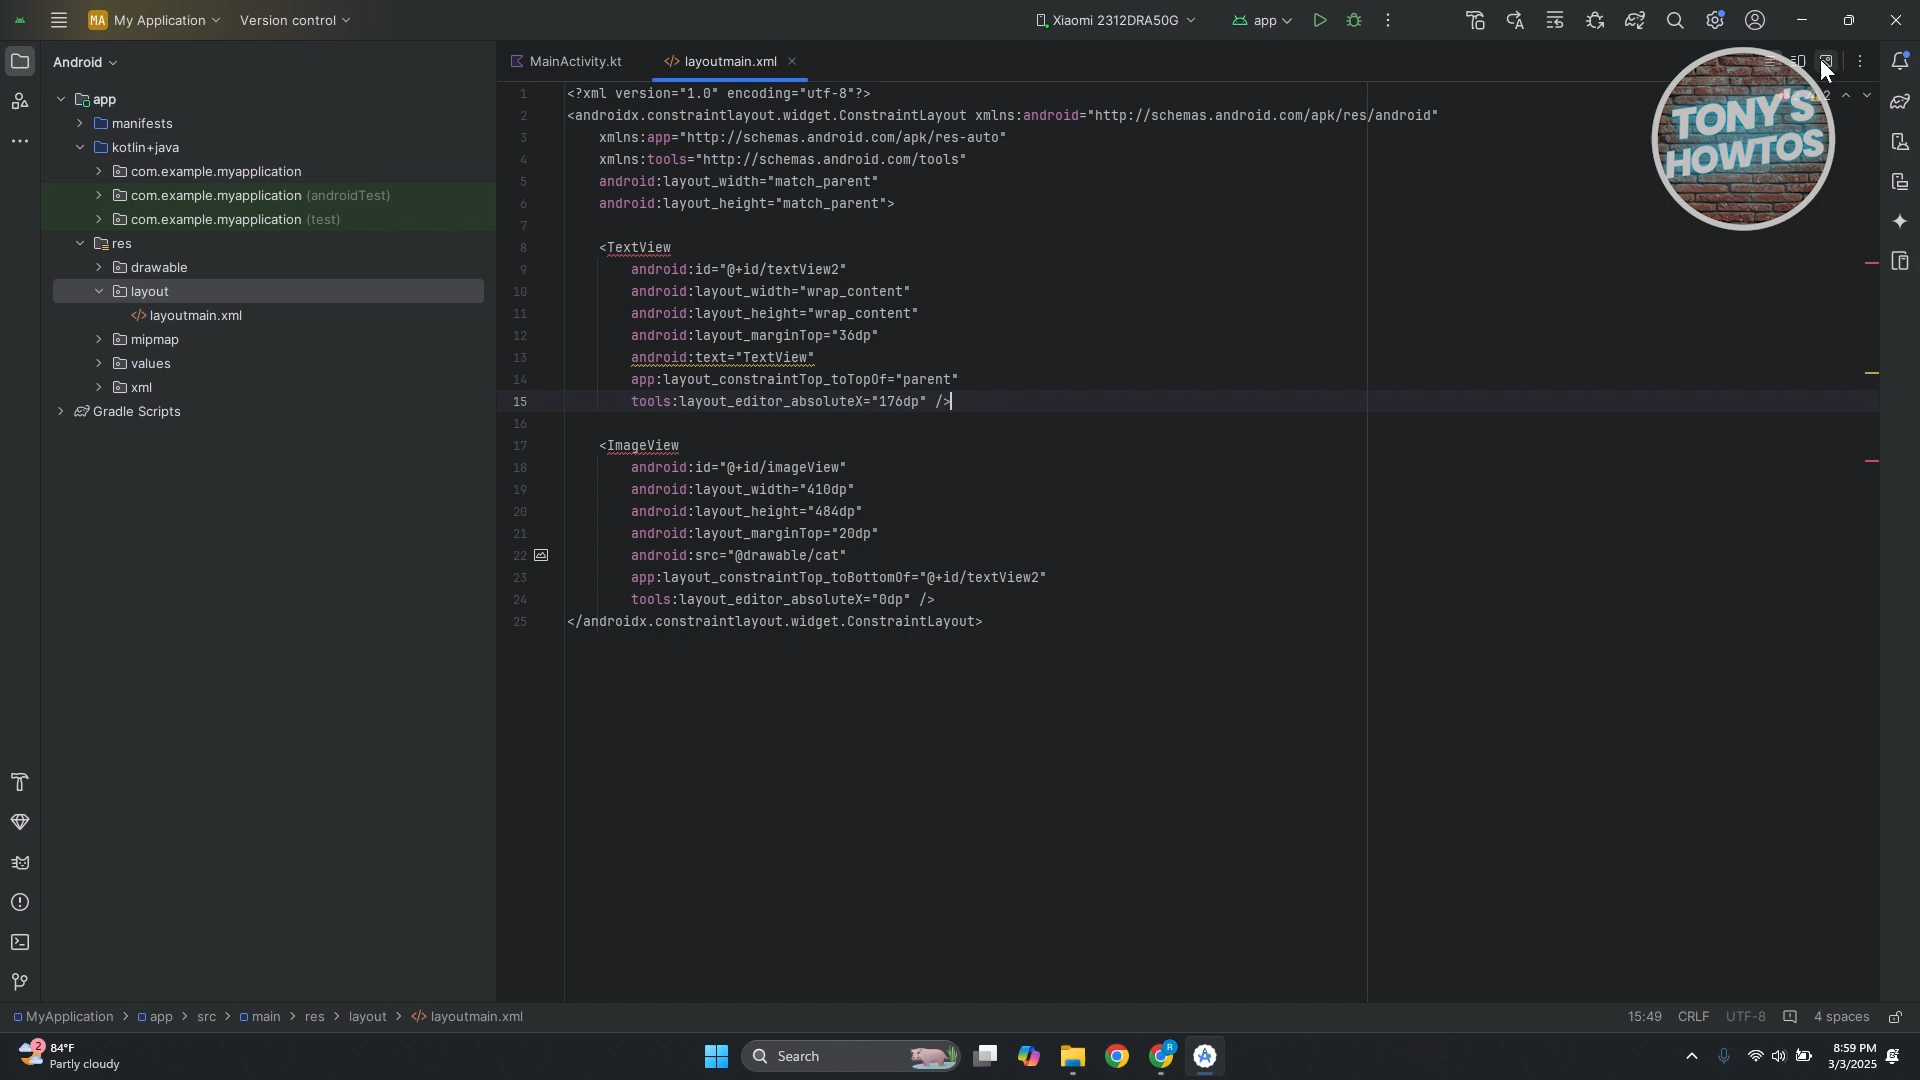 MA My Application
Version control
Xiaomi 2312DRA50G
app
Android
MainActivity.kt
layoutmain.xml
app
manifests
kotlin+java
com.example.myapplication
com.example.myapplication (androidTest)
com.example.myapplication (test)
res
drawable
layout
layoutmain.xml
mipmap
values
xml
Gradle Scripts
1 <?xml version="1.0" encoding="utf-8"?>
2 <androidx.constraintlayout.widget.ConstraintLayout xmlns:android="http://schemas.android.com/apk/res/android"
3 xmlns:app="http://schemas.android.com/apk/res-auto"
4 xmlns:tools="http://schemas.android.com/tools"
5 android:layout_width="match_parent"
6 android:layout_height="match_parent">
7
8 <TextView
9 android:id="@+id/textView2"
10 android:layout_width="wrap_content"
11 android:layout_height="wrap_content"
12 android:layout_marginTop="36dp"
13 android:text="TextView"
14 app:layout_constraintTop_toTopOf="parent"
15 tools:layout_editor_absoluteX="176dp" />
16
17 <ImageView
18 android:id="@+id/imageView"
19 android:layout_width="410dp"
20 android:layout_height="484dp"
21 android:layout_marginTop="20dp"
22 android:src="@drawable/cat"
23 app:layout_constraintTop_toBottomOf="@+id/textView2"
24 tools:layout_editor_absoluteX="0dp" />
25 </androidx.constraintlayout.widget.ConstraintLayout>
2
TONY'S
HOWTOS
MyApplication > app > src > main > res > layout > layoutmain.xml
15:49 CRLF UTF-8 4 spaces
2
84°F
Partly cloudy
Search
R
8:59 PM
3/3/2025